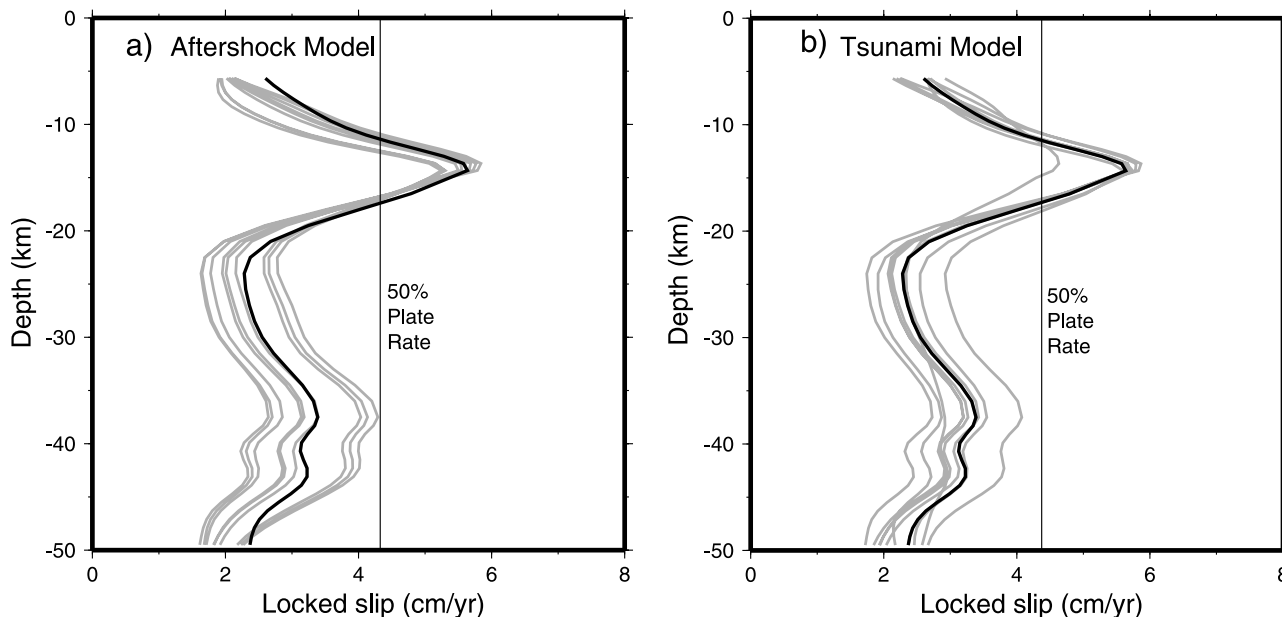 a) Aftershock Model
0
-10
-20
-30
-40
-50
Depth (km)
50%
Plate
Rate
0 2 4 6 8
Locked slip (cm/yr)
b) Tsunami Model
0
-10
-20
-30
-40
-50
Depth (km)
50%
Plate
Rate
0 2 4 6 8
Locked slip (cm/yr)